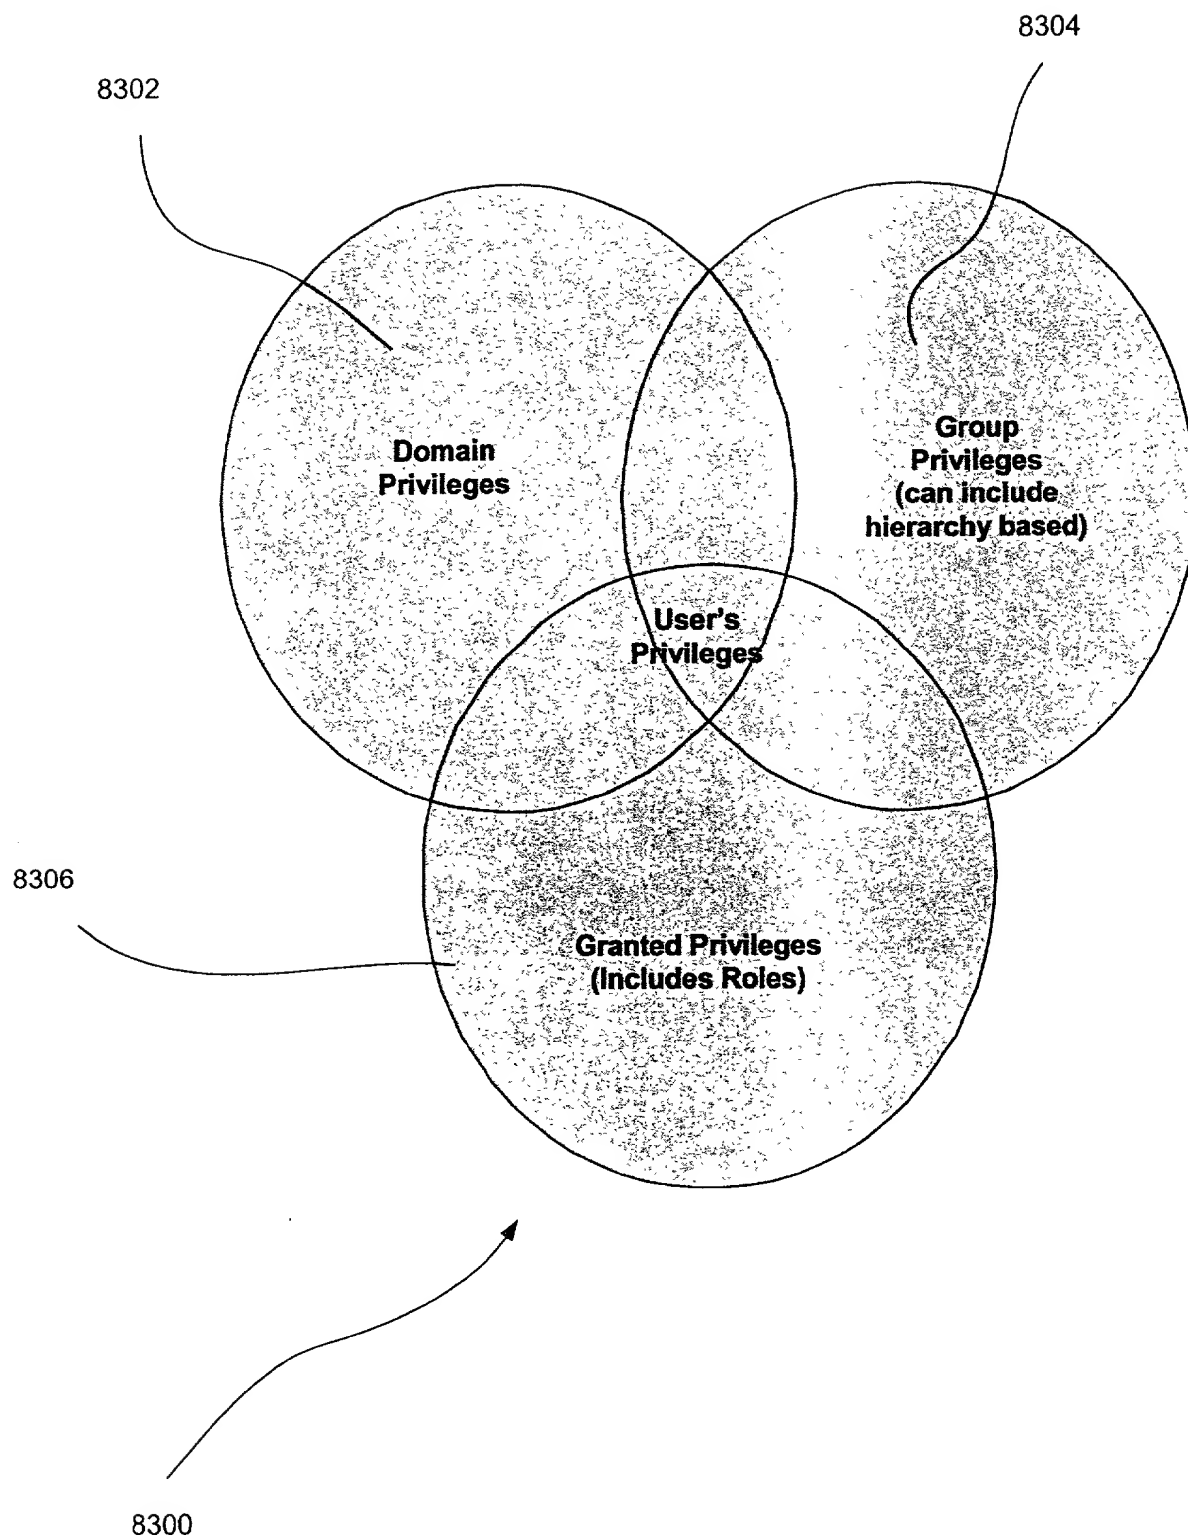 8304
8302
Domain
Privileges
Group
Privileges
(can include
hierarchy based)
User's
Privileges
8306
Granted Privileges
(Includes Roles)
8300